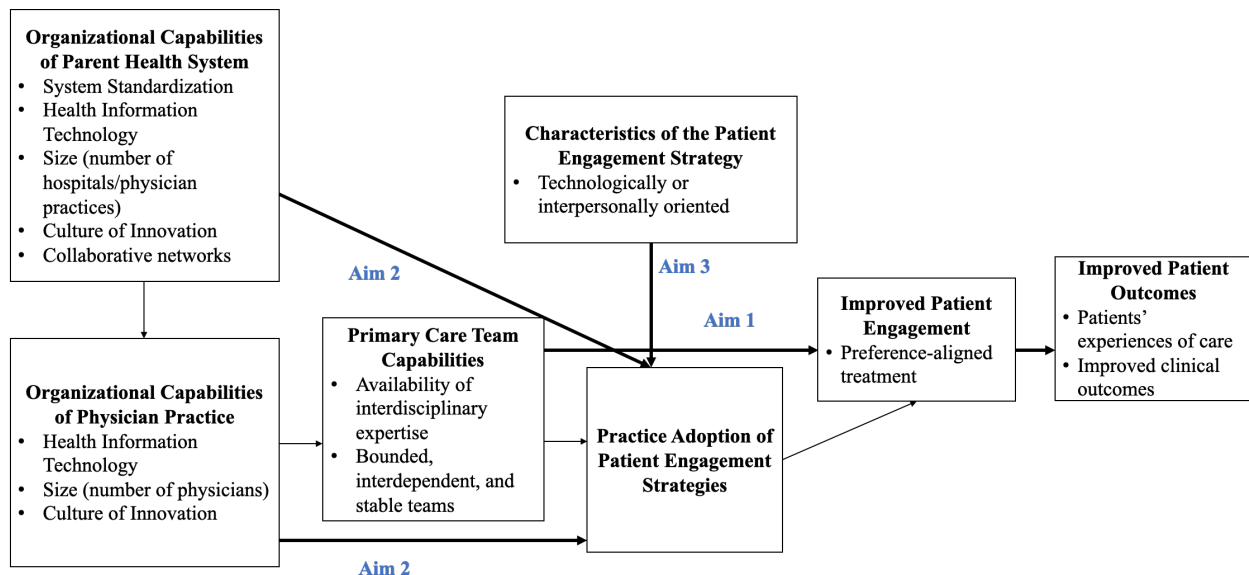 Organizational Capabilities
of Parent Health System
• System Standardization
• Health Information
Technology
• Size (number of
hospitals/physician
practices)
• Culture of Innovation
• Collaborative networks
Characteristics of the Patient
Engagement Strategy
• Technologically or
interpersonally oriented
Aim 2
Aim 3
Aim 1
Organizational Capabilities
of Physician Practice
• Health Information
Technology
• Size (number of physicians)
• Culture of Innovation
Primary Care Team
Capabilities
• Availability of
interdisciplinary
expertise
• Bounded,
interdependent, and
stable teams
Practice Adoption of
Patient Engagement
Strategies
Improved Patient
Engagement
• Preference-aligned
treatment
Improved Patient
Outcomes
• Patients’
experiences of care
• Improved clinical
outcomes
Aim 2